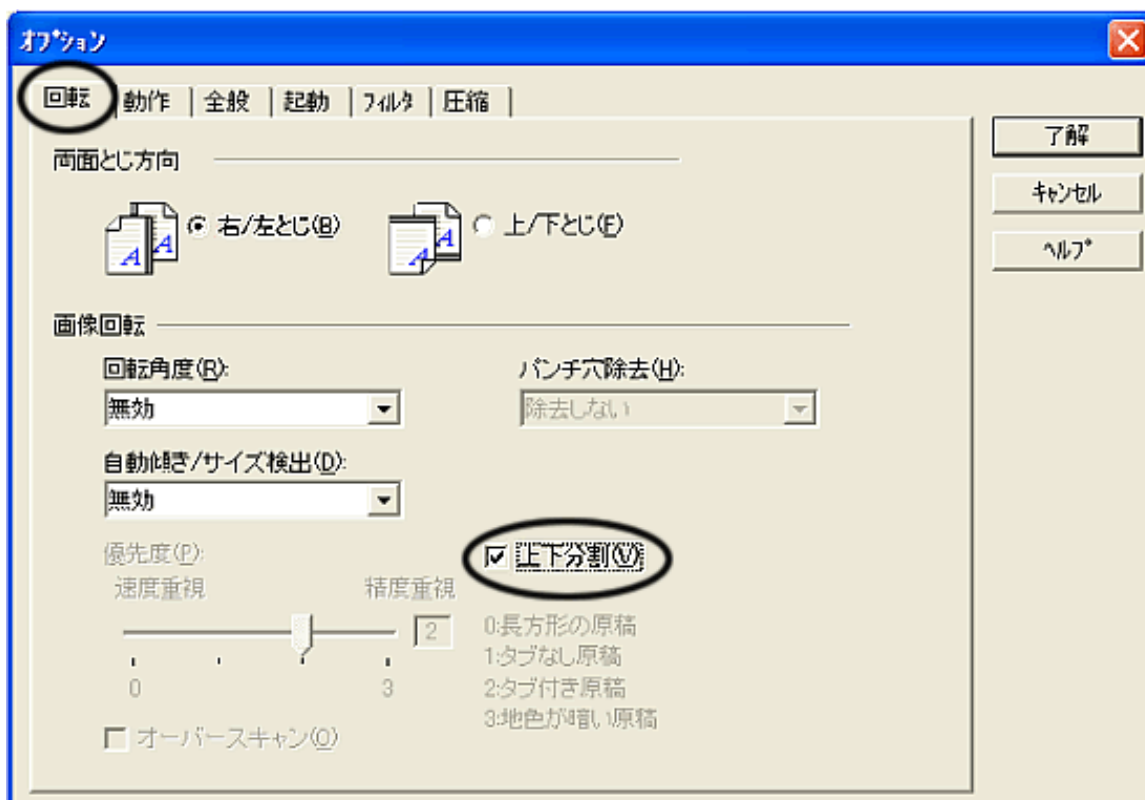 オプション
回転 動作 全般 起動 フィルタ 圧縮
了解
キャンセル
ヘルプ
両面とじ方向
A A 右/左とじ(B) A A 上/下とじ(E)
画像回転
回転角度(R): パンチ穴除去(H):
無効 除去しない
自動傾き/サイズ検出(D):
無効
優先度(P): 上下分割(V)
速度重視 精度重視
2
0 3
0:長方形の原稿
1:タブなし原稿
2:タブ付き原稿
3:地色が暗い原稿
オーバースキャン(O)